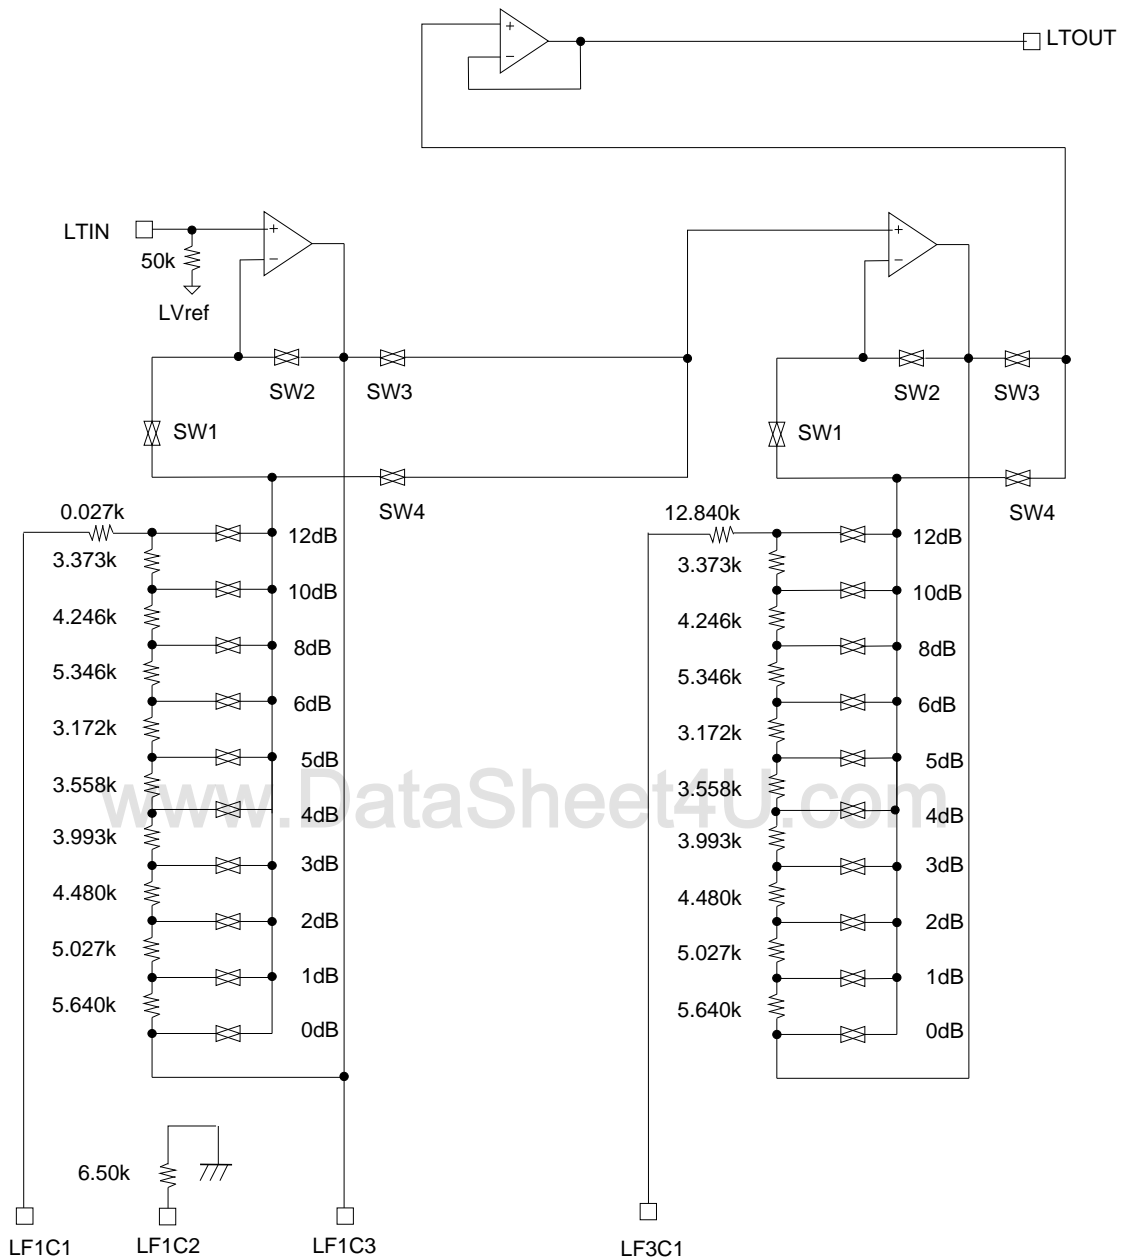 +
−
LTOUT
LTIN
+
−
50k
LVref
+
−
SW2
SW3
SW1
SW4
SW2
SW3
SW1
SW4
0.027k
12dB
3.373k
10dB
4.246k
8dB
5.346k
6dB
3.172k
5dB
3.558k
4dB
3.993k
3dB
4.480k
2dB
5.027k
1dB
5.640k
0dB
12.840k
12dB
3.373k
10dB
4.246k
8dB
5.346k
6dB
3.172k
5dB
3.558k
4dB
3.993k
3dB
4.480k
2dB
5.027k
1dB
5.640k
0dB
www.DataSheet4U.com
6.50k
LF1C1
LF1C2
LF1C3
LF3C1